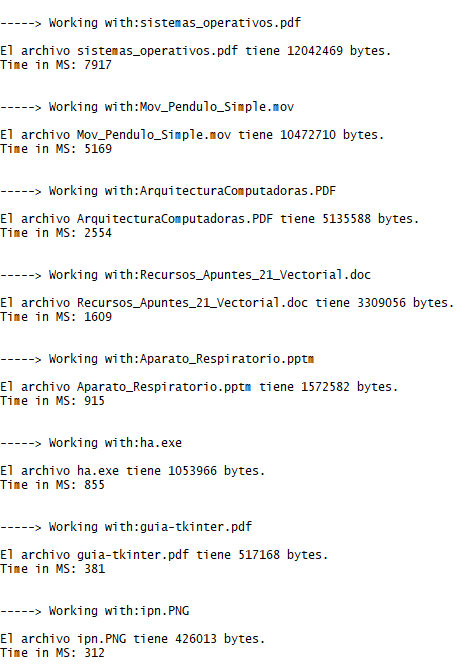 -----> Working with:sistemas_operativos.pdf
El archivo sistemas_operativos.pdf tiene 12042469 bytes.
Time in MS: 7917
-----> Working with:Mov_Pendulo_Simple.mov
El archivo Mov_Pendulo_Simple.mov tiene 10472710 bytes.
Time in MS: 5169
-----> Working with:ArquitecturaComputadoras.PDF
El archivo ArquitecturaComputadoras.PDF tiene 5135588 bytes.
Time in MS: 2554
-----> Working with:Recursos_Apuntes_21_Vectorial.doc
El archivo Recursos_Apuntes_21_Vectorial.doc tiene 3309056 bytes.
Time in MS: 1609
-----> Working with:Aparato_Respiratorio.pptm
El archivo Aparato_Respiratorio.pptm tiene 1572582 bytes.
Time in MS: 915
-----> Working with:ha.exe
El archivo ha.exe tiene 1053966 bytes.
Time in MS: 855
-----> Working with:guia-tkinter.pdf
El archivo guia-tkinter.pdf tiene 517168 bytes.
Time in MS: 381
-----> Working with:ipn.PNG
El archivo ipn.PNG tiene 426013 bytes.
Time in MS: 312